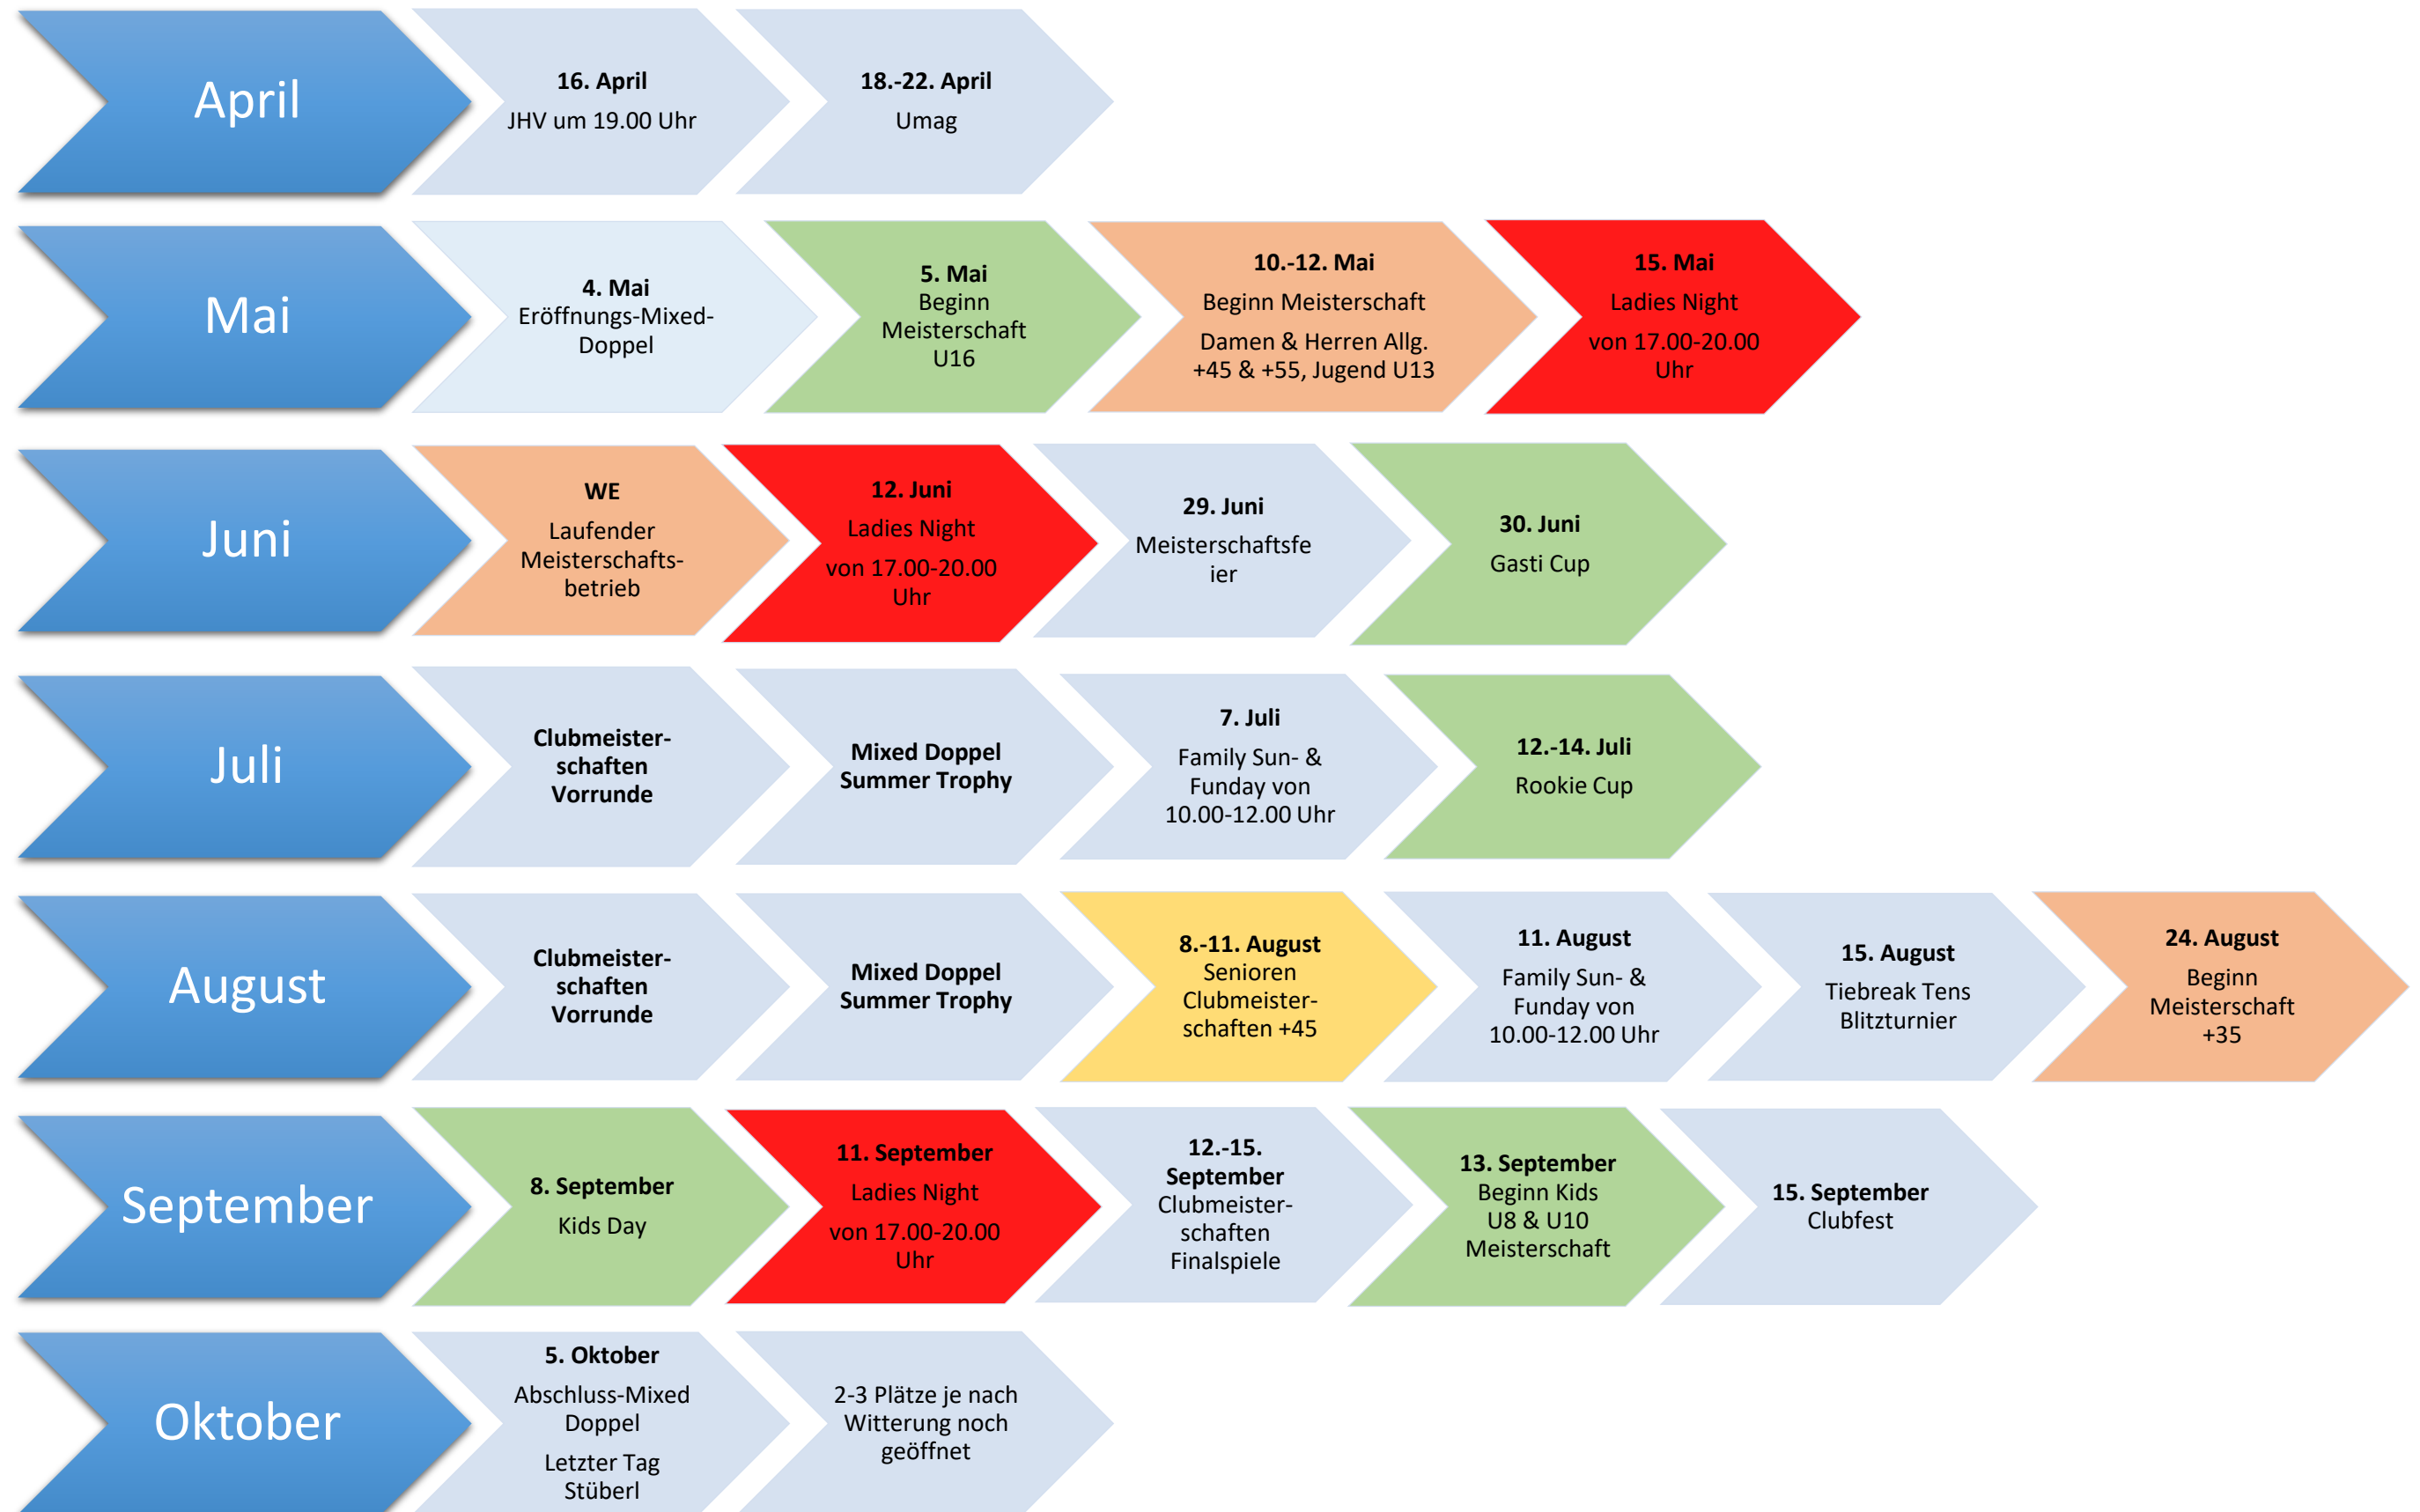 April
16. April
JHV um 19.00 Uhr
18.-22. April
Umag
Mai
4. Mai
Eröffnungs-Mixed-
Doppel
5. Mai
Beginn
Meisterschaft
U16
10.-12. Mai
Beginn Meisterschaft
Damen & Herren Allg.
+45 & +55, Jugend U13
15. Mai
Ladies Night
von 17.00-20.00
Uhr
Juni
WE
Laufender
Meisterschafts-
betrieb
12. Juni
Ladies Night
von 17.00-20.00
Uhr
29. Juni
Meisterschaftsfe
ier
30. Juni
Gasti Cup
Juli
Clubmeister-
schaften
Vorrunde
Mixed Doppel
Summer Trophy
7. Juli
Family Sun- &
Funday von
10.00-12.00 Uhr
12.-14. Juli
Rookie Cup
August
Clubmeister-
schaften
Vorrunde
Mixed Doppel
Summer Trophy
8.-11. August
Senioren
Clubmeister-
schaften +45
11. August
Family Sun- &
Funday von
10.00-12.00 Uhr
15. August
Tiebreak Tens
Blitzturnier
24. August
Beginn
Meisterschaft
+35
September
8. September
Kids Day
11. September
Ladies Night
von 17.00-20.00
Uhr
12.-15.
September
Clubmeister-
schaften
Finalspiele
13. September
Beginn Kids
U8 & U10
Meisterschaft
15. September
Clubfest
Oktober
5. Oktober
Abschluss-Mixed
Doppel
Letzter Tag
Stüberl
2-3 Plätze je nach
Witterung noch
geöffnet